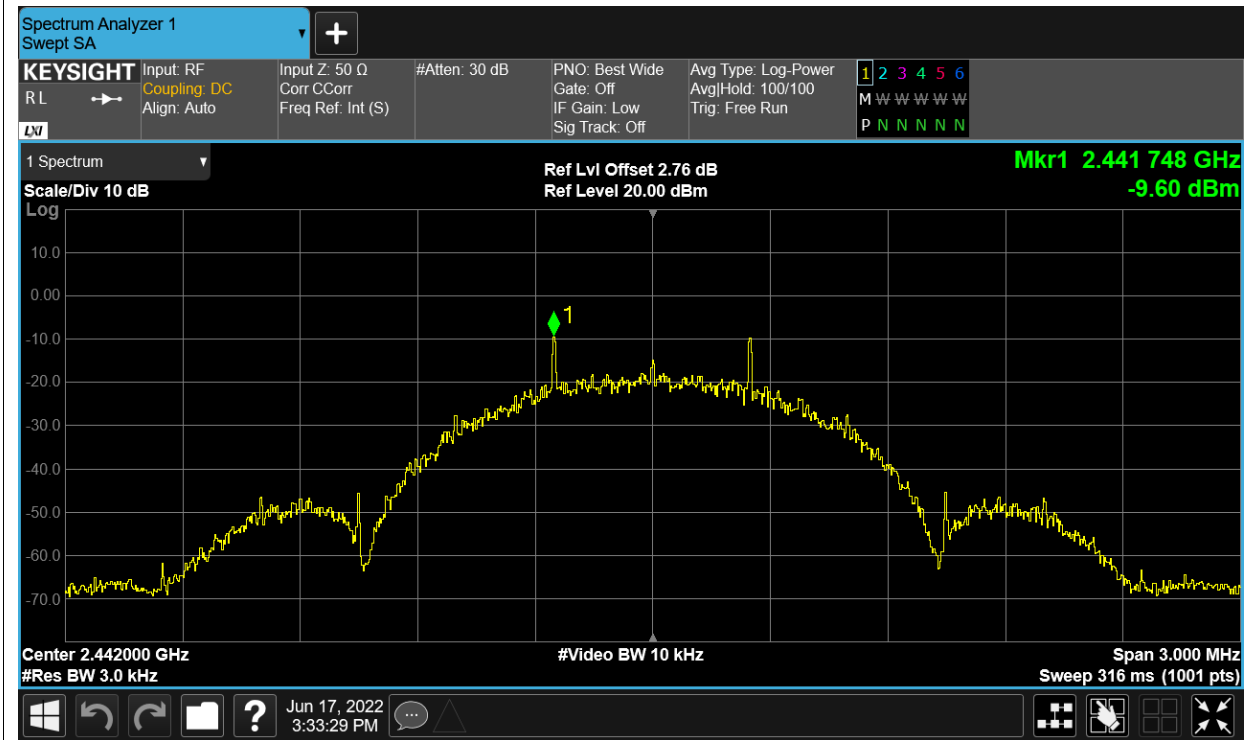 Spectrum Analyzer 1
Swept SA
+
KEYSIGHT
R L
LXI
Input: RF
Coupling: DC
Align: Auto
Input Z: 50 Ω
Corr CCorr
Freq Ref: Int (S)
#Atten: 30 dB
PNO: Best Wide
Gate: Off
IF Gain: Low
Sig Track: Off
Avg Type: Log-Power
Avg|Hold: 100/100
Trig: Free Run
1 2 3 4 5 6
M W W W W W W
P N N N N N N
1 Spectrum
Scale/Div 10 dB
Log
Ref Lvl Offset 2.76 dB
Ref Level 20.00 dBm
Mkr1 2.441 748 GHz
-9.60 dBm
1
10.0
0.00
-10.0
-20.0
-30.0
-40.0
-50.0
-60.0
-70.0
Center 2.442000 GHz
#Res BW 3.0 kHz
#Video BW 10 kHz
Span 3.000 MHz
Sweep 316 ms (1001 pts)
?
Jun 17, 2022
3:33:29 PM